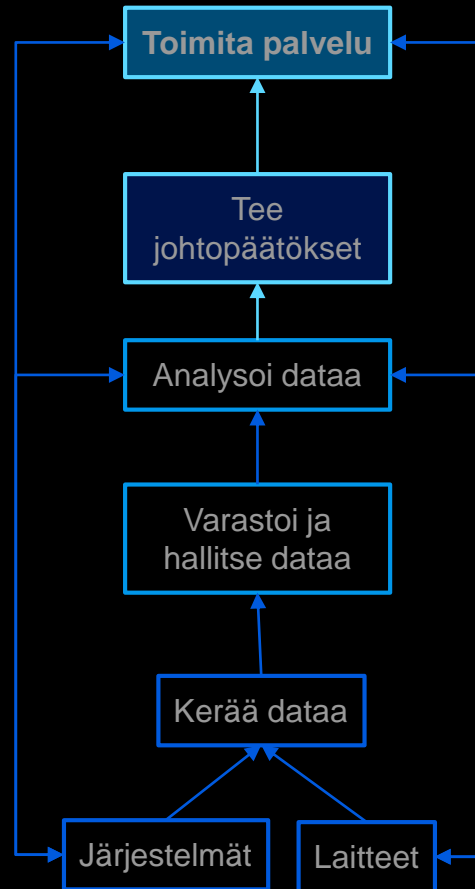 Toimita palvelu
Tee
johtopäätökset
Analysoi dataa
Varastoi ja
hallitse dataa
Kerää dataa
Järjestelmät
Laitteet